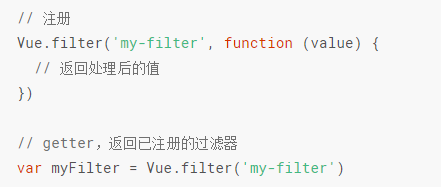 // 注册
Vue.filter('my-filter', function (value) {
  // 返回处理后的值
})
// getter，返回已注册的过滤器
var myFilter = Vue.filter('my-filter')